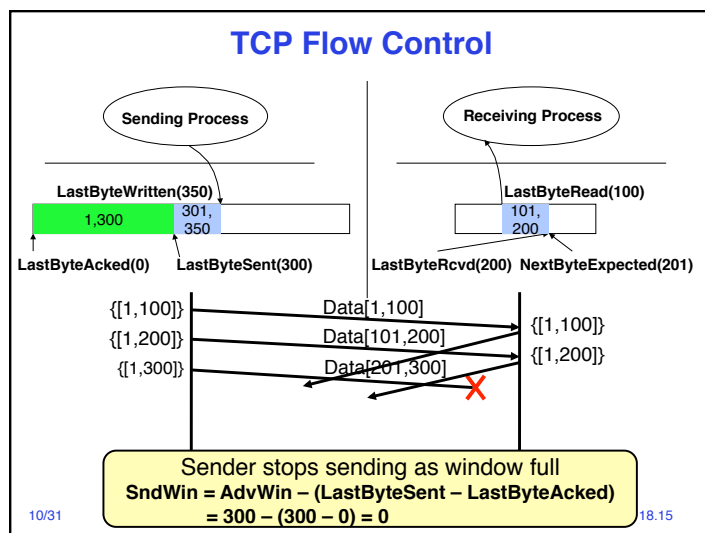 TCP Flow Control
Sending Process
Receiving Process
LastByteWritten(350)
LastByteRead(100)
1,300
301,
350
101,
200
LastByteAcked(0)
LastByteSent(300)
LastByteRcvd(200)
NextByteExpected(201)
{[1,100]}
Data[1,100]
{[1,100]}
{[1,200]}
Data[101,200]
{[1,200]}
{[1,300]}
Data[201,300]
Sender stops sending as window full
SndWin = AdvWin – (LastByteSent – LastByteAcked)
= 300 – (300 – 0) = 0
10/31
18.15